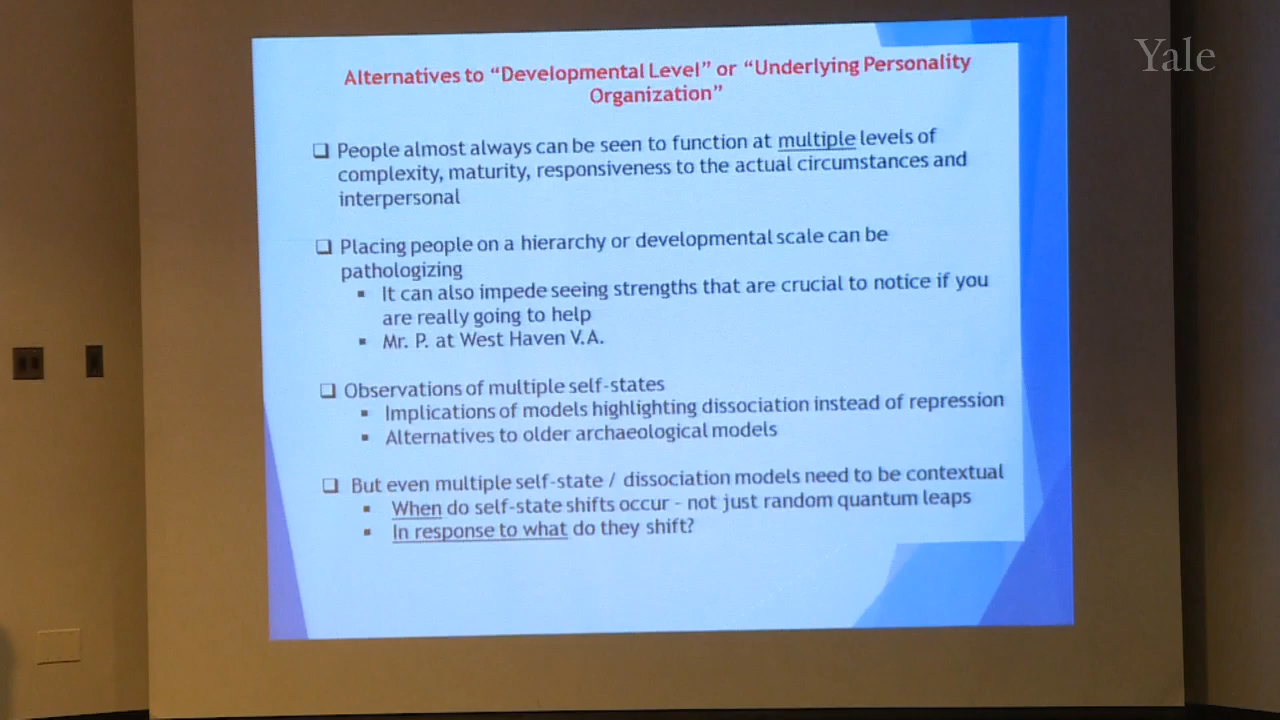 Yale
Alternatives to “Developmental Level” or “Underlying Personality
Organization”
People almost always can be seen to function at multiple levels of
complexity, maturity, responsiveness to the actual circumstances and
interpersonal
Placing people on a hierarchy or developmental scale can be
pathologizing
It can also impede seeing strengths that are crucial to notice if you
are really going to help
Mr. P. at West Haven V.A.
Observations of multiple self-states
Implications of models highlighting dissociation instead of repression
Alternatives to older archaeological models
But even multiple self-state / dissociation models need to be contextual
When do self-state shifts occur - not just random quantum leaps
In response to what do they shift?